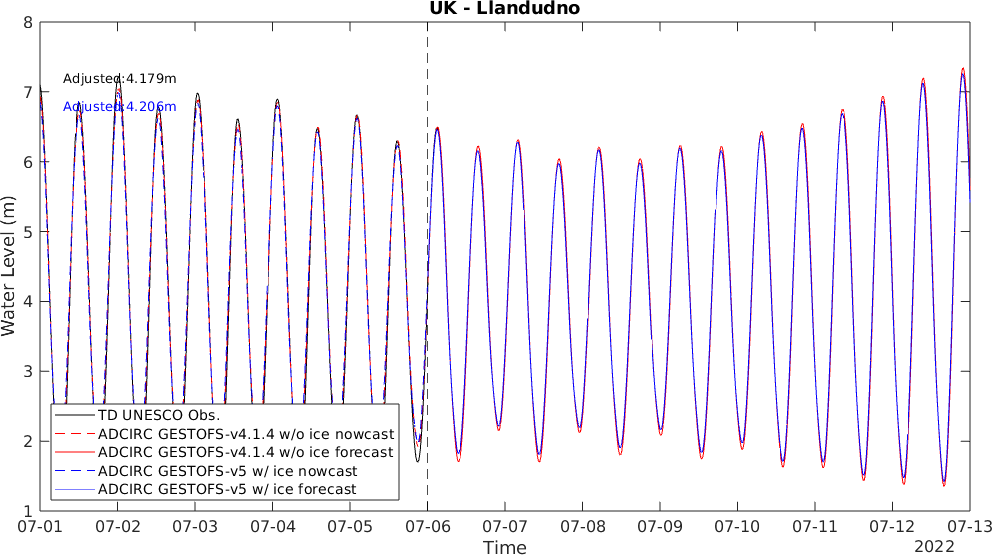 UK - Llandudno
8
7
6
5
4
3
2
1
Water Level (m)
Adjusted:4.179m
Adjusted:4.206m
TD UNESCO Obs.
ADCIRC GESTOFS-v4.1.4 w/o ice nowcast
ADCIRC GESTOFS-v4.1.4 w/o ice forecast
ADCIRC GESTOFS-v5 w/ ice nowcast
ADCIRC GESTOFS-v5 w/ ice forecast
07-01 07-02 07-03 07-04 07-05 07-06 07-07 07-08 07-09 07-10 07-11 07-12 07-13
Time
2022